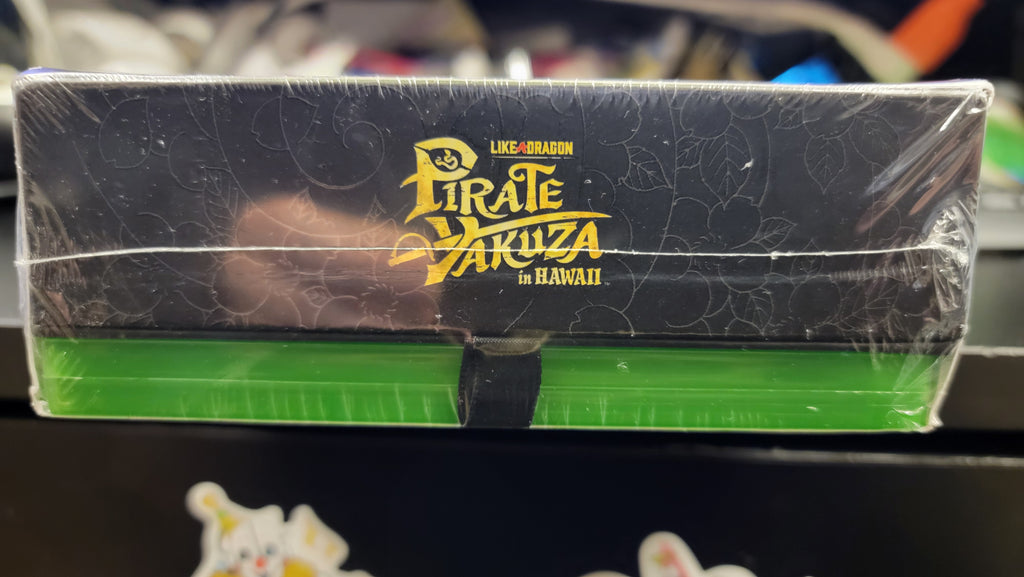 LIKE A DRAGON
PIRATE
YAKUZA
in HAWAII